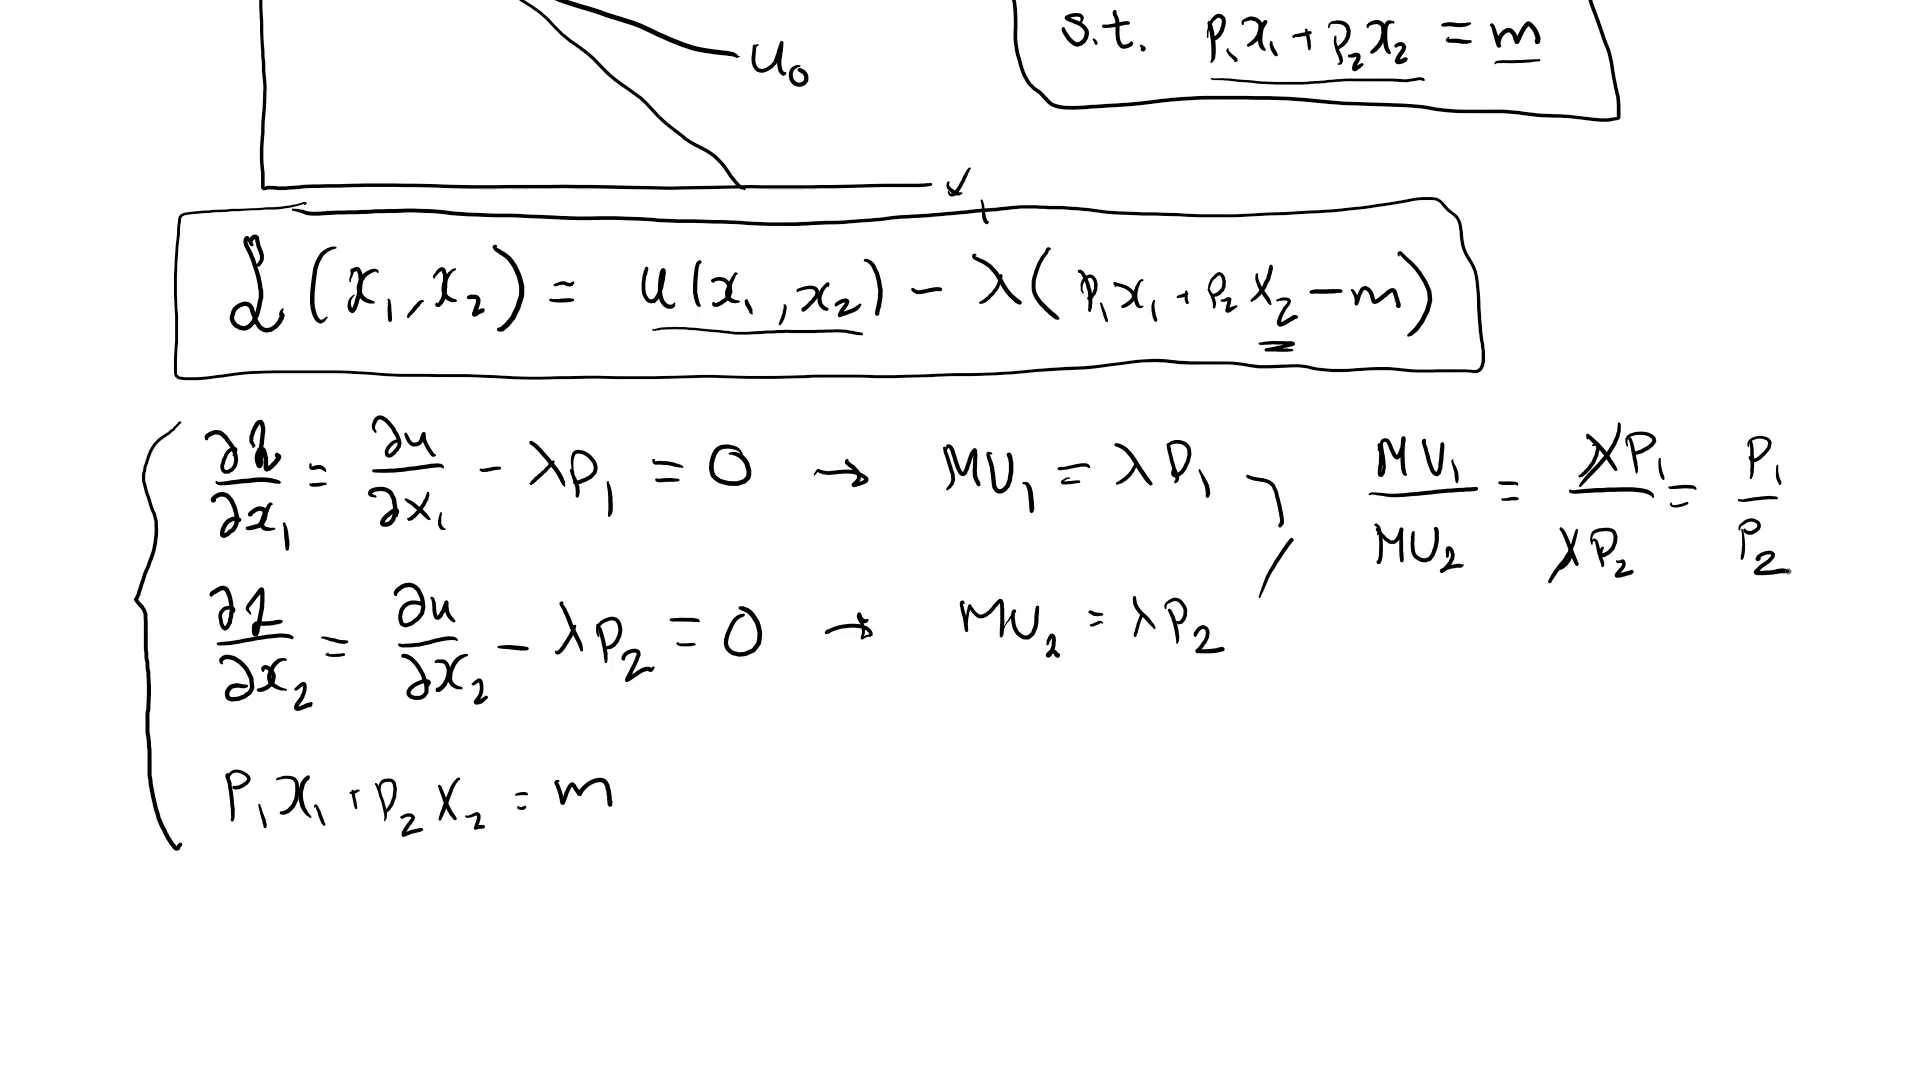 u₀
s.t. p₁x₁ + p₂x₂ = m
ℒ(x₁, x₂) = u(x₁, x₂) - λ(p₁x₁ + p₂x₂ - m)
∂ℒ/∂x₁ = ∂u/∂x₁ - λp₁ = 0 → MU₁ = λp₁
MU₁/MU₂ = λp₁/λp₂ = p₁/p₂
∂ℒ/∂x₂ = ∂u/∂x₂ - λp₂ = 0 → MU₂ = λp₂
p₁x₁ + p₂x₂ = m